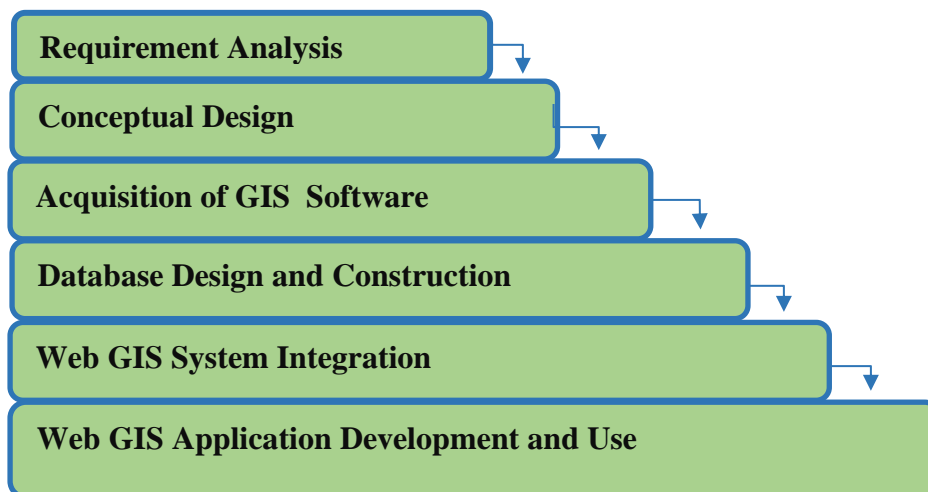 Requirement Analysis
Conceptual Design
Acquisition of GIS  Software
Database Design and Construction
Web GIS System Integration
Web GIS Application Development and Use